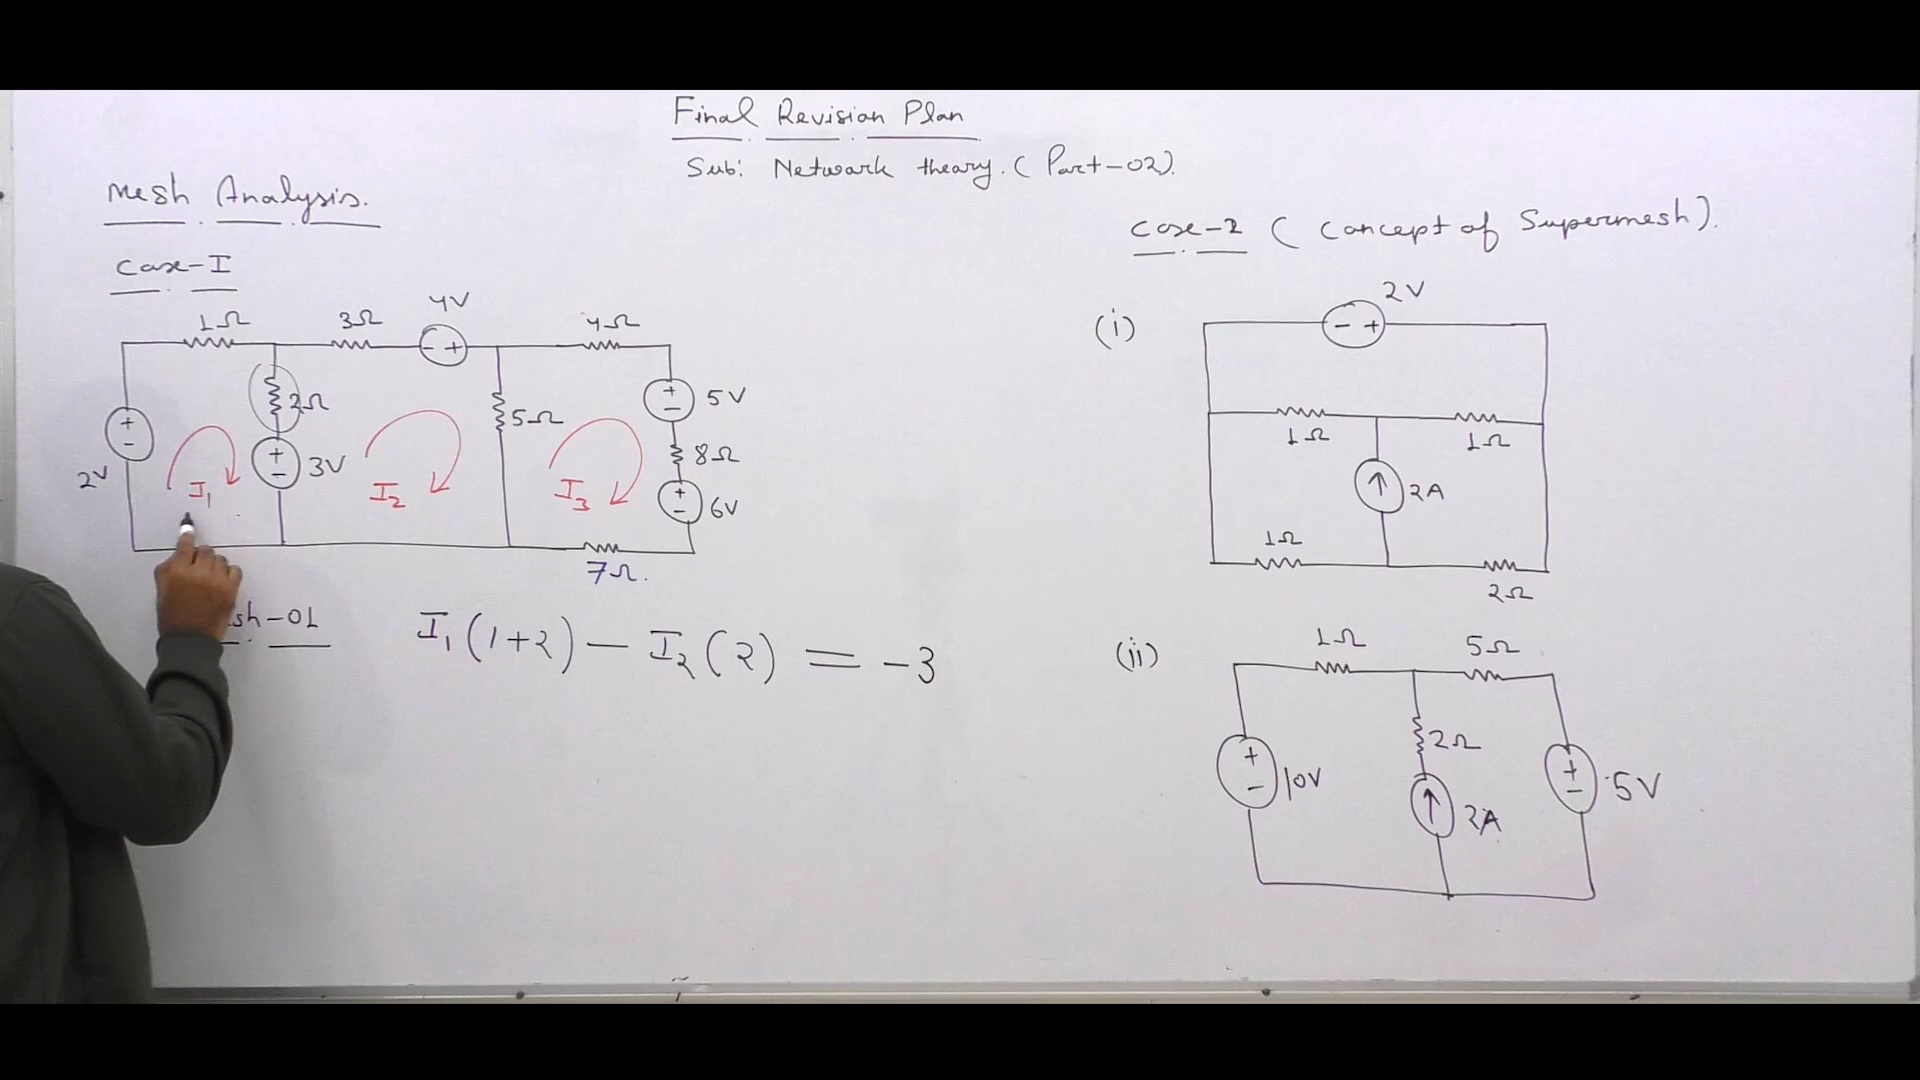 Final Revision Plan
Sub: Network theory. (Part-02).
Mesh Analysis.
Case-I
1Ω 3Ω 4V 4Ω
2V
2Ω
3V
5Ω
5V
8Ω
6V
7Ω.
I1 I2 I3
sh-01 I1(1+2) - I2(2) = -3
Case-2 (Concept of Supermesh).
(i)
2V
1Ω 1Ω
2A
1Ω
2Ω
(ii)
1Ω 5Ω
2Ω
10V
2A
5V